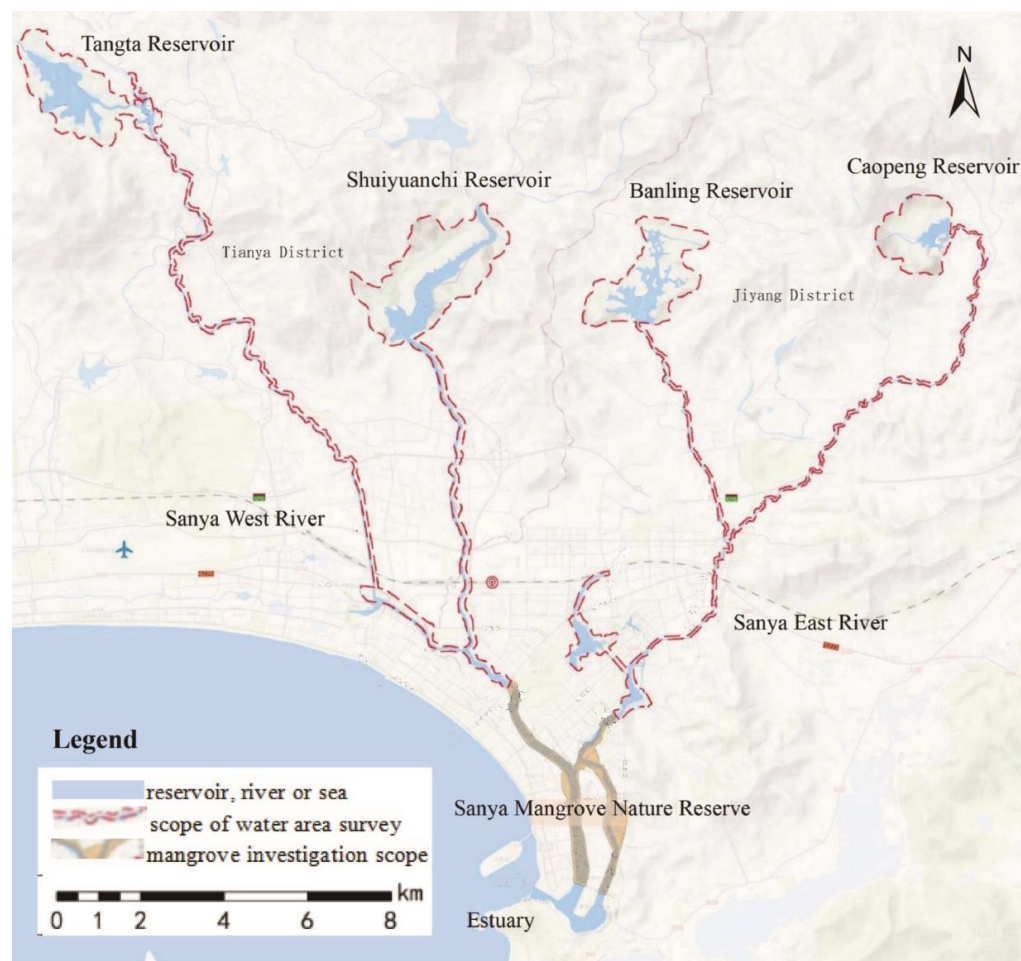 Tangta Reservoir
N
Caopeng Reservoir
Shuiyuanchi Reservoir
Banling Reservoir
Tianya District
Jiyang District
Sanya West River
Sanya East River
Legend
reservoir, river or sea
scope of water area survey
mangrove investigation scope
km
0 1 2 4 6 8
Sanya Mangrove Nature Reserve
Estuary